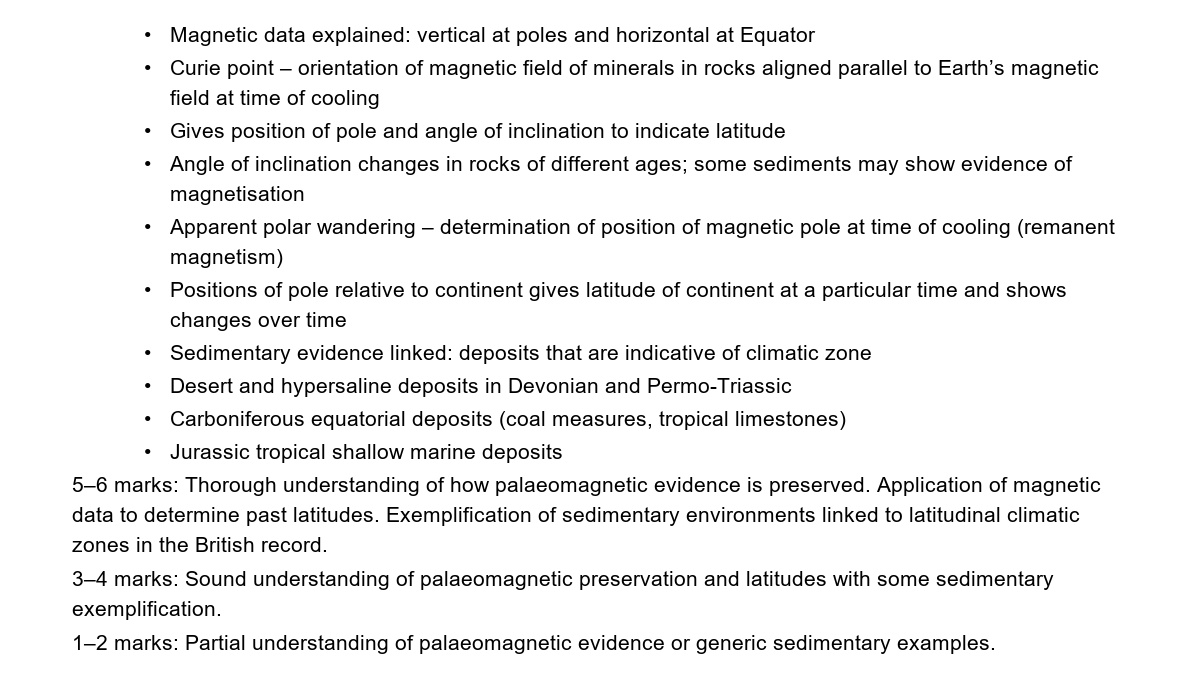 • Magnetic data explained: vertical at poles and horizontal at Equator
• Curie point – orientation of magnetic field of minerals in rocks aligned parallel to Earth’s magnetic
field at time of cooling
• Gives position of pole and angle of inclination to indicate latitude
• Angle of inclination changes in rocks of different ages; some sediments may show evidence of
magnetisation
• Apparent polar wandering – determination of position of magnetic pole at time of cooling (remanent
magnetism)
• Positions of pole relative to continent gives latitude of continent at a particular time and shows
changes over time
• Sedimentary evidence linked: deposits that are indicative of climatic zone
• Desert and hypersaline deposits in Devonian and Permo-Triassic
• Carboniferous equatorial deposits (coal measures, tropical limestones)
• Jurassic tropical shallow marine deposits
5–6 marks: Thorough understanding of how palaeomagnetic evidence is preserved. Application of magnetic
data to determine past latitudes. Exemplification of sedimentary environments linked to latitudinal climatic
zones in the British record.
3–4 marks: Sound understanding of palaeomagnetic preservation and latitudes with some sedimentary
exemplification.
1–2 marks: Partial understanding of palaeomagnetic evidence or generic sedimentary examples.